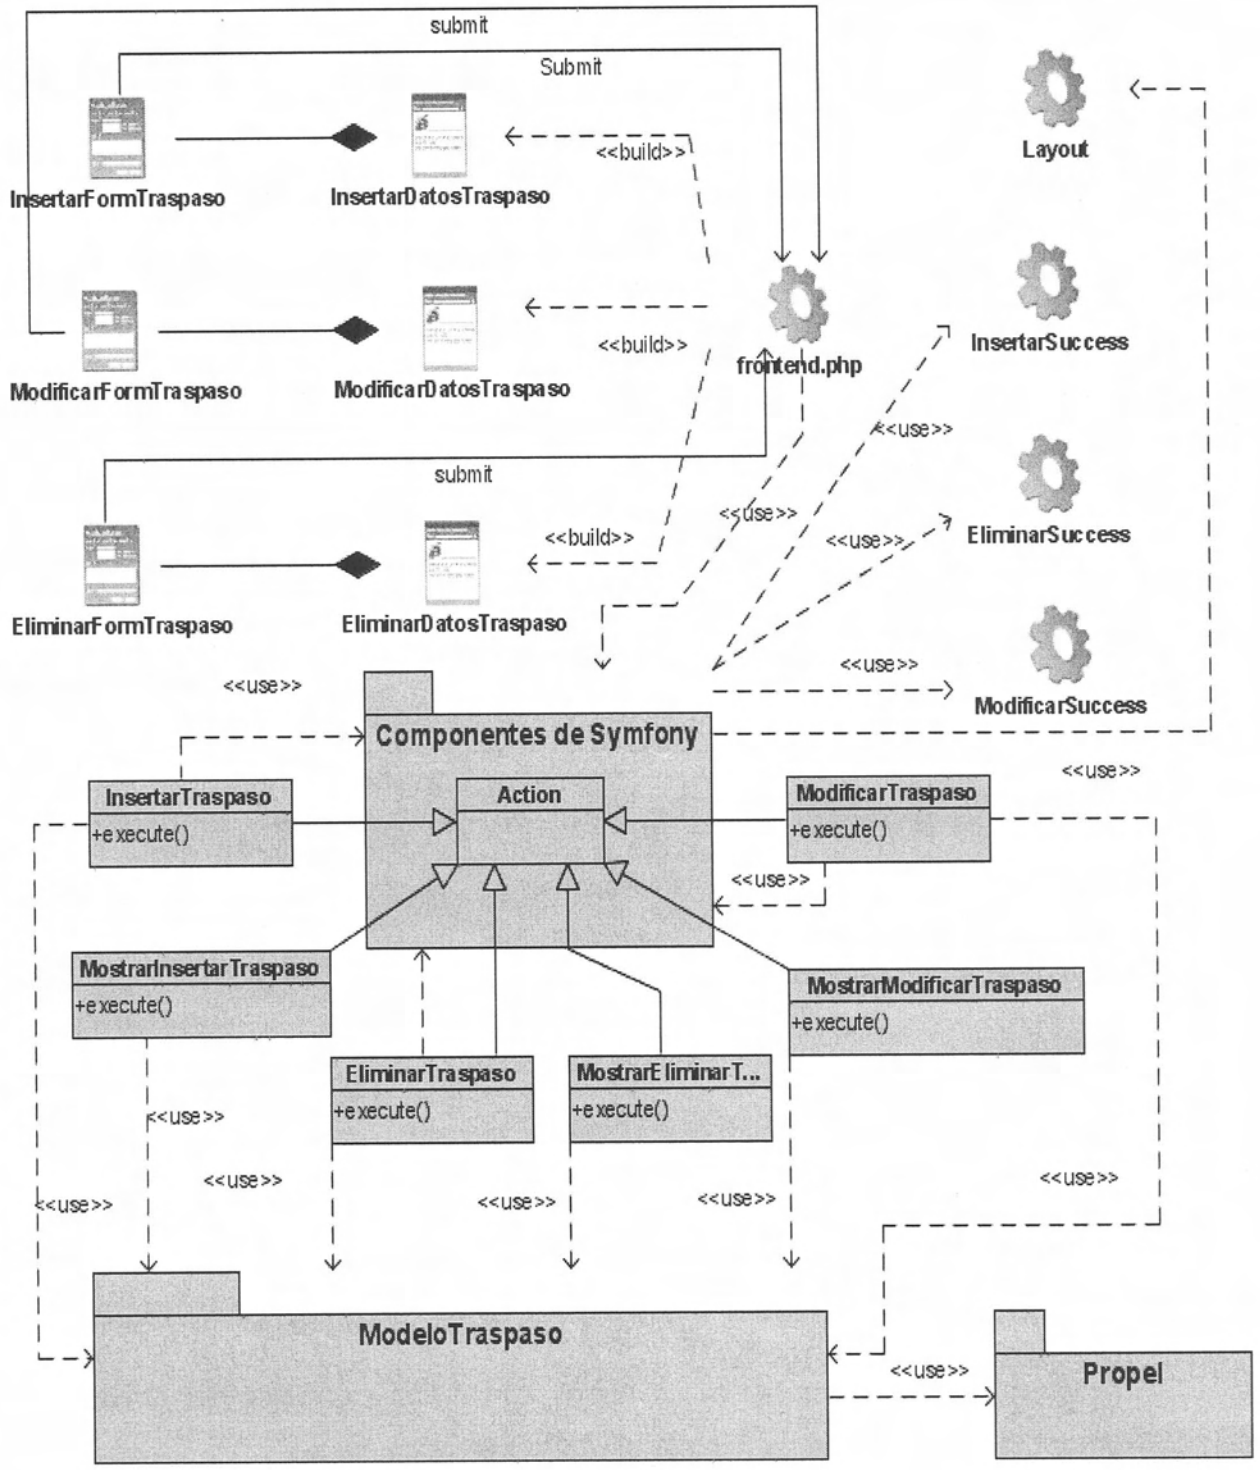 submit
Submit
<<build>>
Layout
InsertarFormTraspaso
InsertarDatosTraspaso
<<build>>
InsertarSuccess
frontend.php
ModificarFormTraspaso
ModificarDatosTraspaso
<<use>>
submit
<<use>>
<<build>>
<<use>>
EliminarSuccess
EliminarFormTraspaso
EliminarDatosTraspaso
<<use>>
<<use>>
ModificarSuccess
Componentes de Symfony
<<use>>
InsertarTraspaso
+execute()
Action
ModificarTraspaso
+execute()
<<use>>
MostrarInsertarTraspaso
+execute()
MostrarModificarTraspaso
+execute()
EliminarTraspaso
+execute()
MostrarEliminarT...
+execute()
<<use>>
<<use>>
<<use>>
<<use>>
<<use>>
<<use>>
ModeloTraspaso
<<use>>
Propel